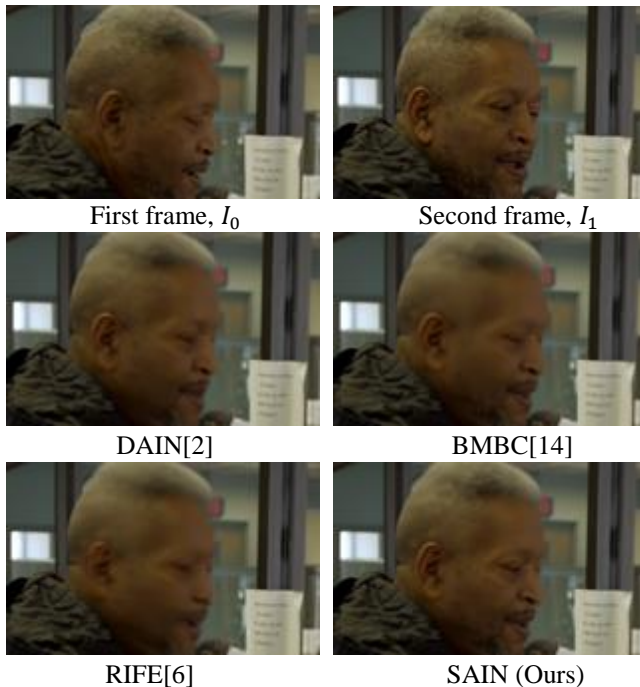 First frame, I₀ Second frame, I₁
DAIN[2] BMBC[14]
RIFE[6] SAIN (Ours)